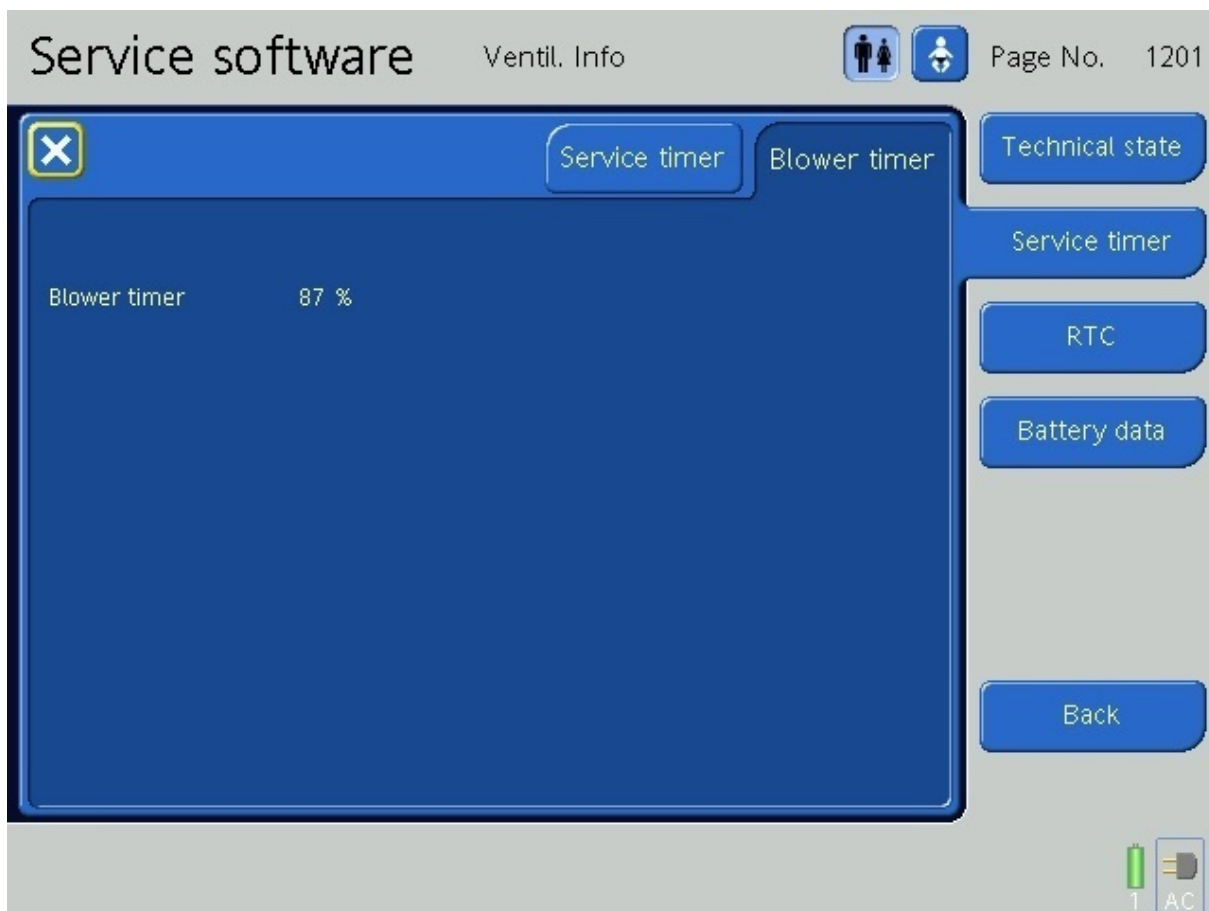 Service software Ventil. Info Page No. 1201
Service timer Blower timer
Technical state
Service timer
Blower timer 87 %
RTC
Battery data
Back
1 AC